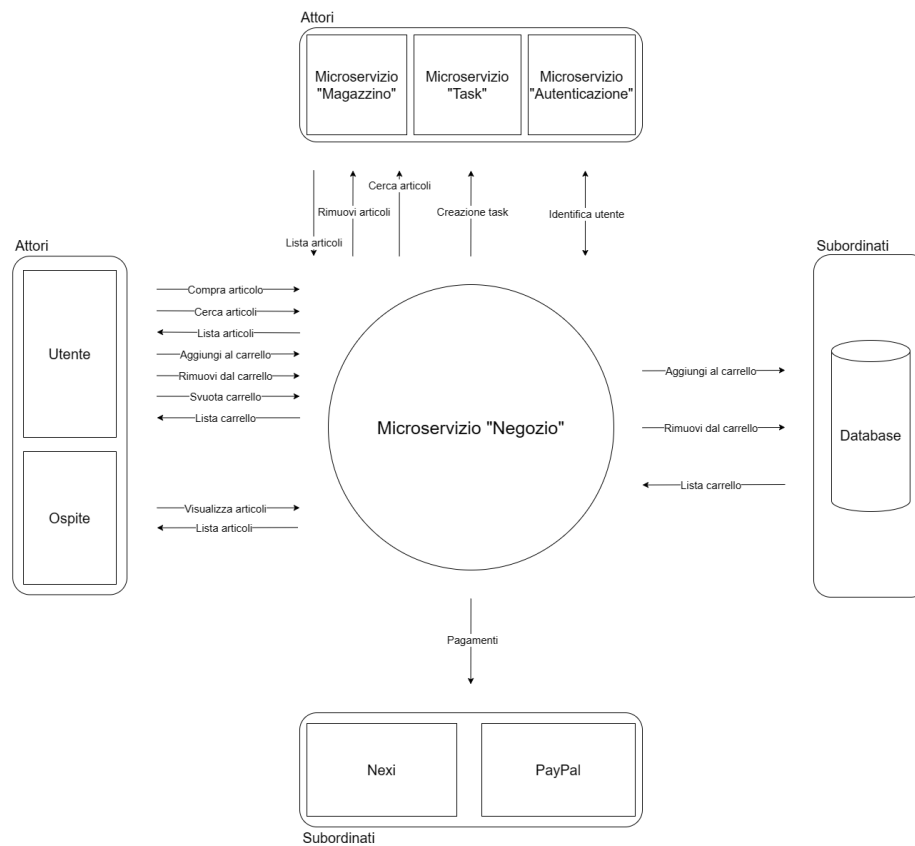 Attori
Microservizio
"Magazzino"
Microservizio
"Task"
Microservizio
"Autenticazione"
Cerca articoli
Rimuovi articoli
Creazione task
Identifica utente
Lista articoli
Attori
Subordinati
Compra articolo
Cerca articoli
Lista articoli
Utente
Aggiungi al carrello
Rimuovi dal carrello
Svuota carrello
Lista carrello
Aggiungi al carrello
Microservizio "Negozio"
Rimuovi dal carrello
Database
Lista carrello
Visualizza articoli
Ospite
Lista articoli
Pagamenti
Nexi
PayPal
Subordinati